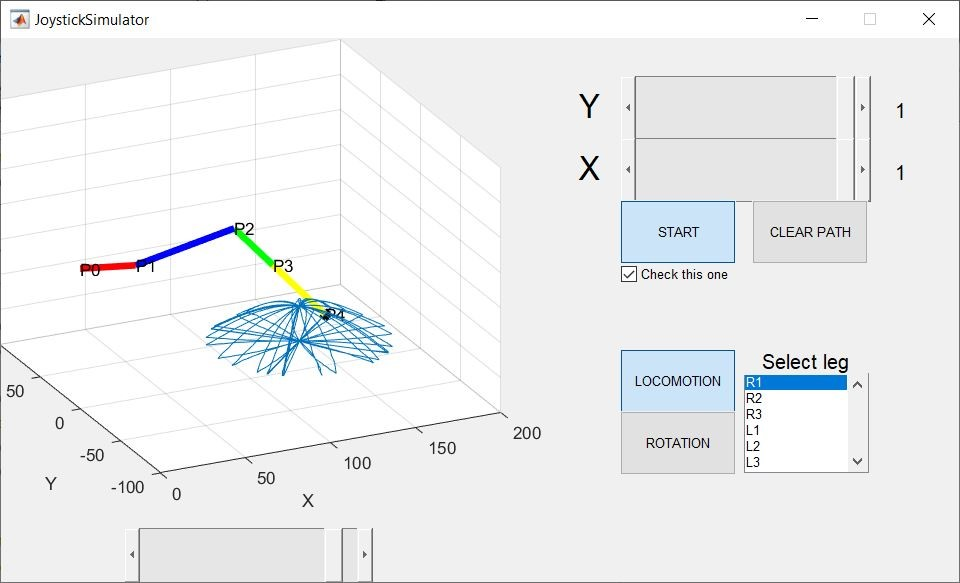 JoystickSimulator
Y
1
X
1
START
CLEAR PATH
Check this one
P0
P1
P2
P3
P4
LOCOMOTION
ROTATION
Select leg
R1
R2
R3
L1
L2
L3
50
0
-50
-100
Y
0
50
100
150
200
X